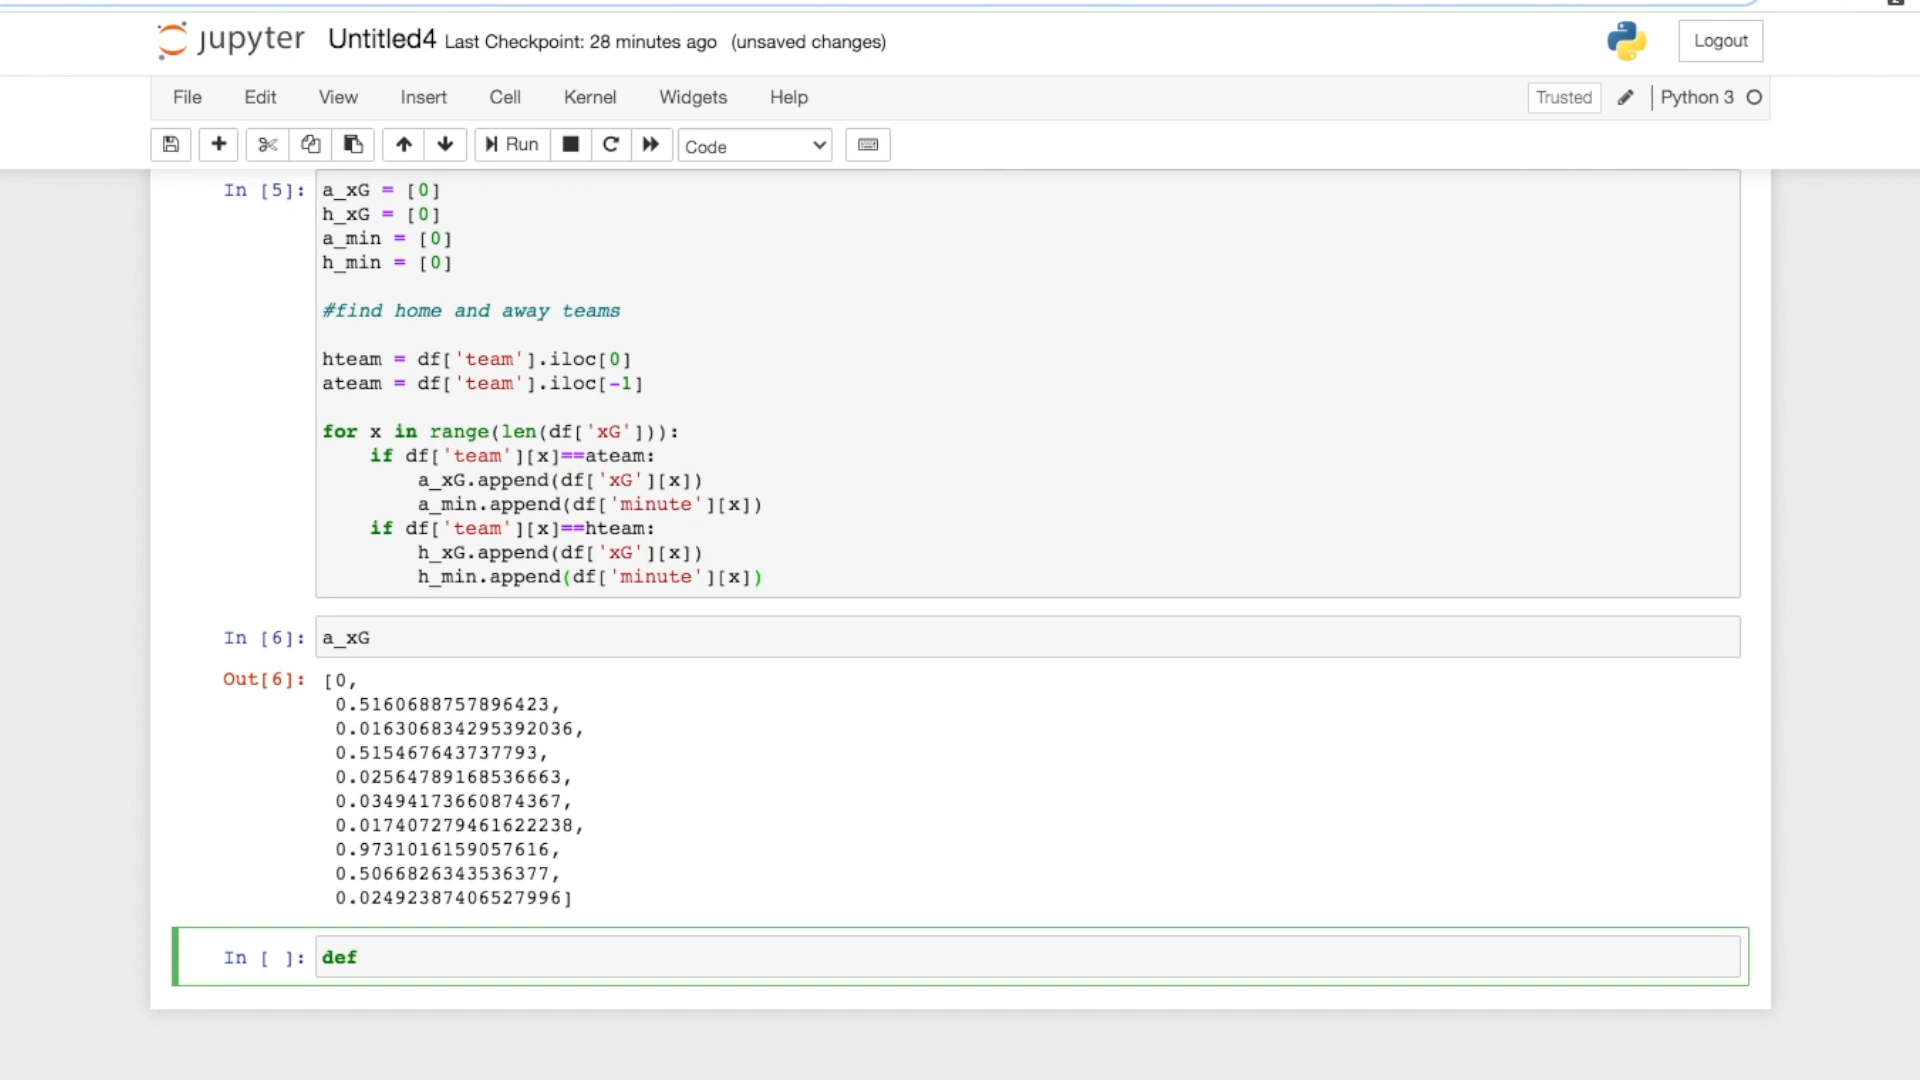 jupyter Untitled4 Last Checkpoint: 28 minutes ago (unsaved changes) Logout
File Edit View Insert Cell Kernel Widgets Help Trusted Python 3
Run Code
In [5]: a_xG = [0]
h_xG = [0]
a_min = [0]
h_min = [0]
#find home and away teams
hteam = df['team'].iloc[0]
ateam = df['team'].iloc[-1]
for x in range(len(df['xG'])):
    if df['team'][x]==ateam:
        a_xG.append(df['xG'][x])
        a_min.append(df['minute'][x])
    if df['team'][x]==hteam:
        h_xG.append(df['xG'][x])
        h_min.append(df['minute'][x])
In [6]: a_xG
Out[6]: [0,
0.5160688757896423,
0.016306834295392036,
0.515467643737793,
0.02564789168536663,
0.03494173660874367,
0.017407279461622238,
0.9731016159057616,
0.5066826343536377,
0.02492387406527996]
In [ ]: def